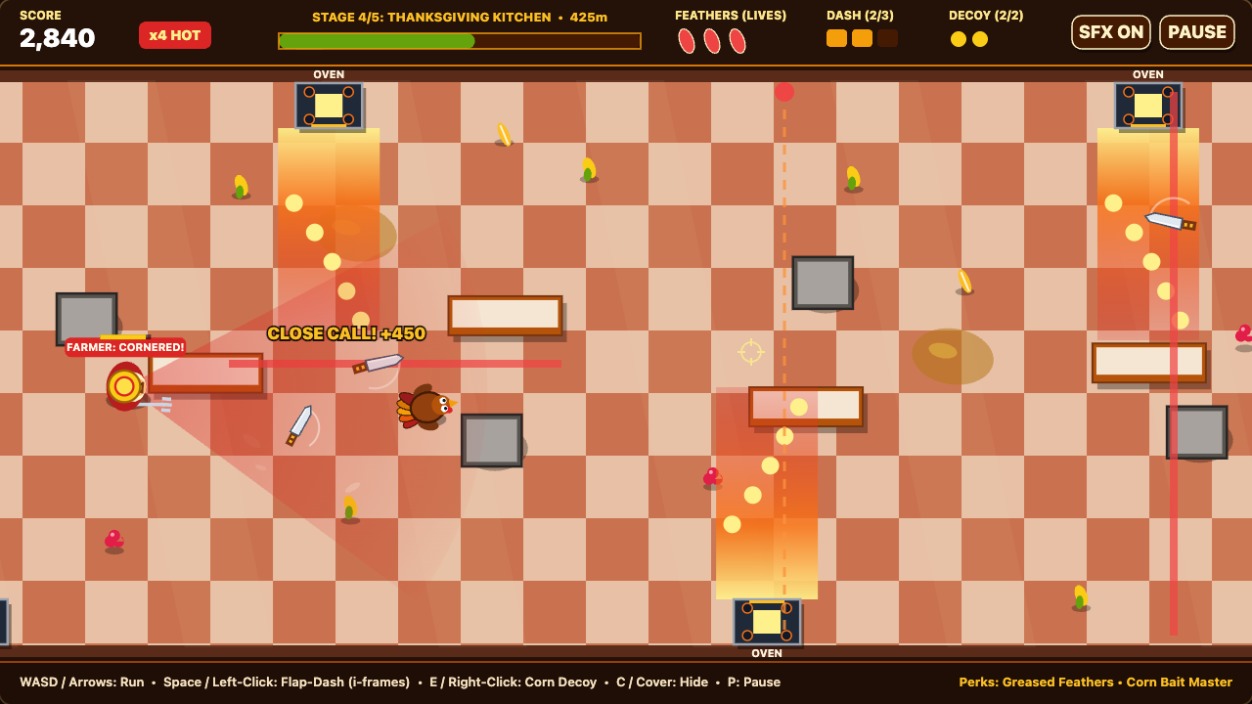 SCORE
2,840
x4 HOT
STAGE 4/5: THANKSGIVING KITCHEN • 425m
FEATHERS (LIVES)
DASH (2/3)
DECOY (2/2)
SFX ON
PAUSE
OVEN
OVEN
CLOSE CALL! +450
FARMER: CORNERED!
OVEN
WASD / Arrows: Run • Space / Left-Click: Flap-Dash (i-frames) • E / Right-Click: Corn Decoy • C / Cover: Hide • P: Pause
Perks: Greased Feathers • Corn Bait Master